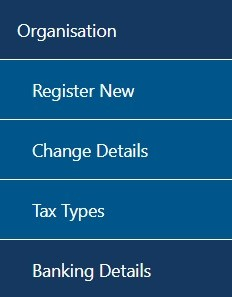 Organisation
Register New
Change Details
Tax Types
Banking Details